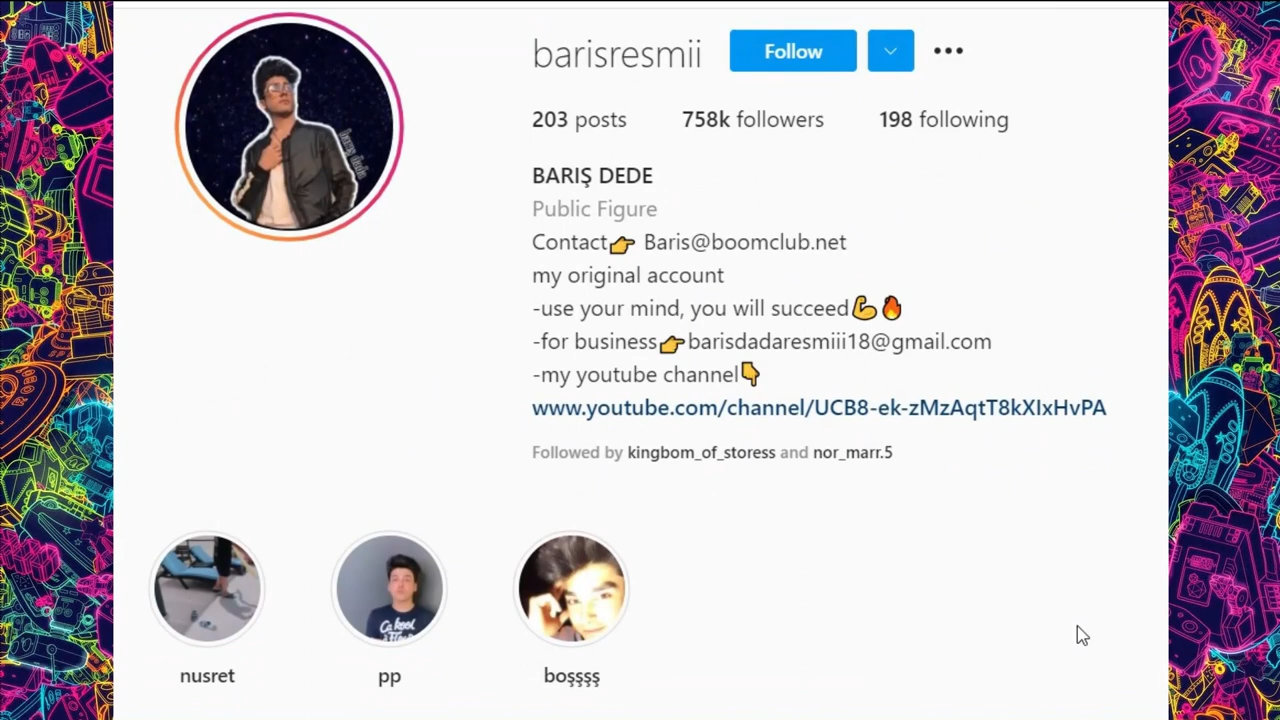 barisresmii Follow
203 posts 758k followers 198 following
BARIŞ DEDE
Public Figure
Contact👉 Baris@boomclub.net
my original account
-use your mind, you will succeed💪🔥
-for business👉barisdadaresmiii18@gmail.com
-my youtube channel👇
www.youtube.com/channel/UCB8-ek-zMzAqtT8kXIxHvPA
Followed by kingbom_of_storess and nor_marr.5
nusret pp boşşşş